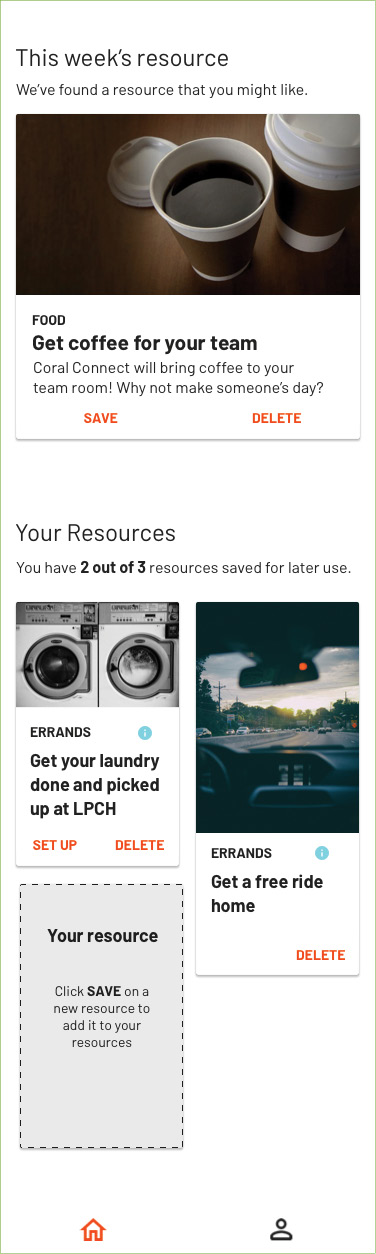 This week's resource
We've found a resource that you might like.
FOOD
Get coffee for your team
Coral Connect will bring coffee to your
team room! Why not make someone's day?
SAVE DELETE
Your Resources
You have 2 out of 3 resources saved for later use.
ERRANDS
Get your laundry
done and picked
up at LPCH
SET UP DELETE
ERRANDS
Get a free ride
home
DELETE
Your resource
Click SAVE on a
new resource to
add it to your
resources